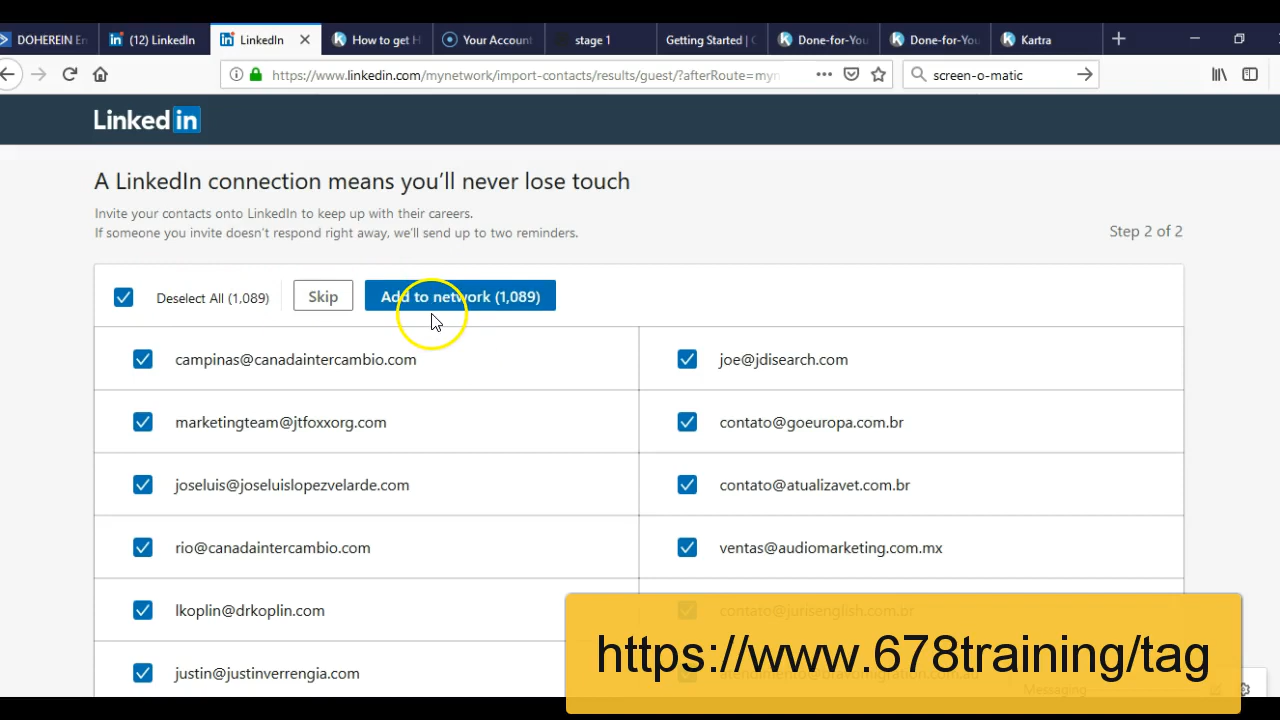 DOHEREIN En
(12) LinkedIn
LinkedIn
How to get H
Your Accoun
stage 1
Getting Started | C
Done-for-You
Done-for-You
Kartra
https://www.linkedin.com/mynetwork/import-contacts/results/guest/?afterRoute=myn
screen-o-matic
Linked in
A LinkedIn connection means you'll never lose touch
Invite your contacts onto LinkedIn to keep up with their careers.
If someone you invite doesn't respond right away, we'll send up to two reminders.
Step 2 of 2
Deselect All (1,089)
Skip
Add to network (1,089)
campinas@canadaintercambio.com
joe@jdisearch.com
marketingteam@jtfoxxorg.com
contato@goeuropa.com.br
joseluis@joseluislopezvelarde.com
contato@atualizavet.com.br
rio@canadaintercambio.com
ventas@audiomarketing.com.mx
lkoplin@drkoplin.com
contato@jurisenglish.com.br
justin@justinverrengia.com
atendimento@bravomigration.com.au
Messaging
https://www.678training/tag